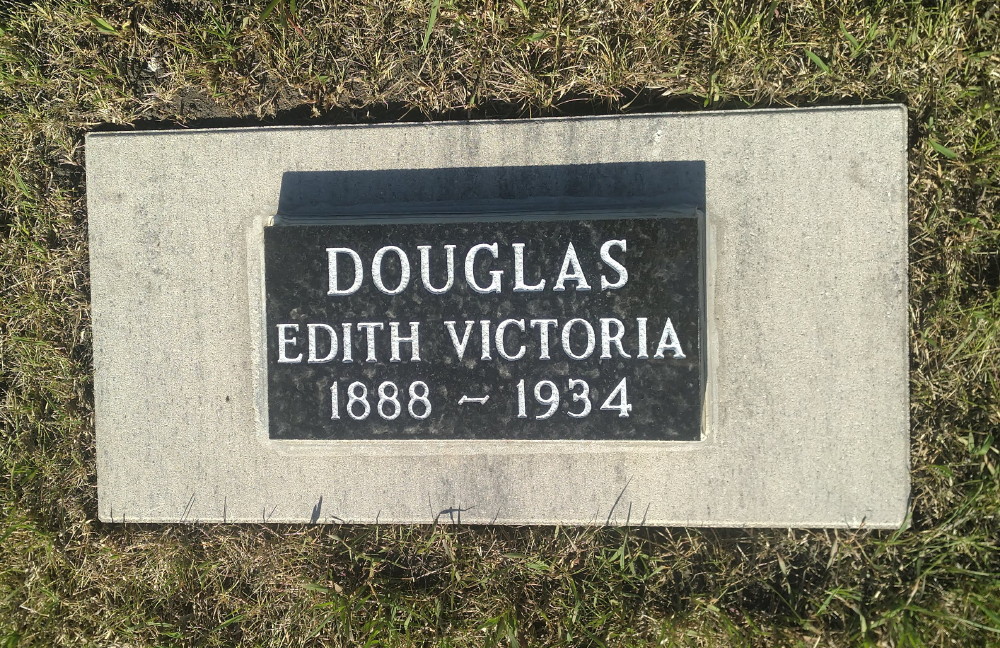 DOUGLAS
EDITH VICTORIA
1888 ~ 1934